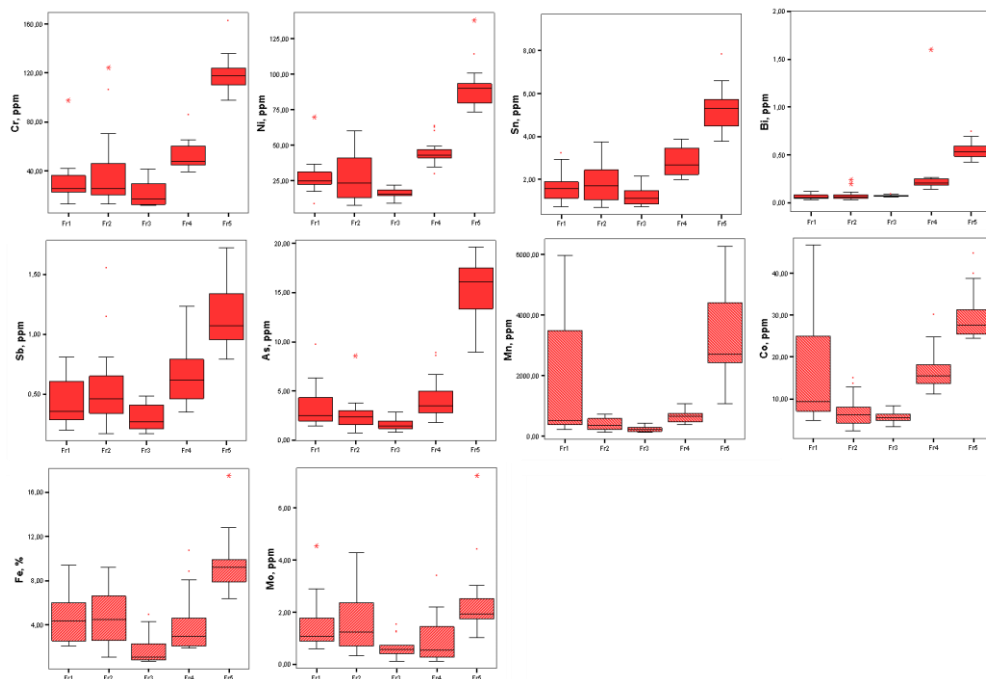 Cr, ppm
160,00
120,00
80,00
40,00
Fr1 Fr2 Fr3 Fr4 Fr5
Ni, ppm
125,00
100,00
75,00
50,00
25,00
Fr1 Fr2 Fr3 Fr4 Fr5
Sn, ppm
8,00
6,00
4,00
2,00
Fr1 Fr2 Fr3 Fr4 Fr5
Bi, ppm
2,00
1,50
1,00
0,50
0,00
Fr1 Fr2 Fr3 Fr4 Fr5
Sb, ppm
1,50
1,00
0,50
Fr1 Fr2 Fr3 Fr4 Fr5
As, ppm
20,00
15,00
10,00
5,00
0,00
Fr1 Fr2 Fr3 Fr4 Fr5
Mn, ppm
6000,00
4000,00
2000,00
0,00
Fr1 Fr2 Fr3 Fr4 Fr5
Co, ppm
40,00
30,00
20,00
10,00
Fr1 Fr2 Fr3 Fr4 Fr5
Fe, %
16,00
12,00
8,00
4,00
Fr1 Fr2 Fr3 Fr4 Fr5
Mo, ppm
6,00
4,00
2,00
0,00
Fr1 Fr2 Fr3 Fr4 Fr5